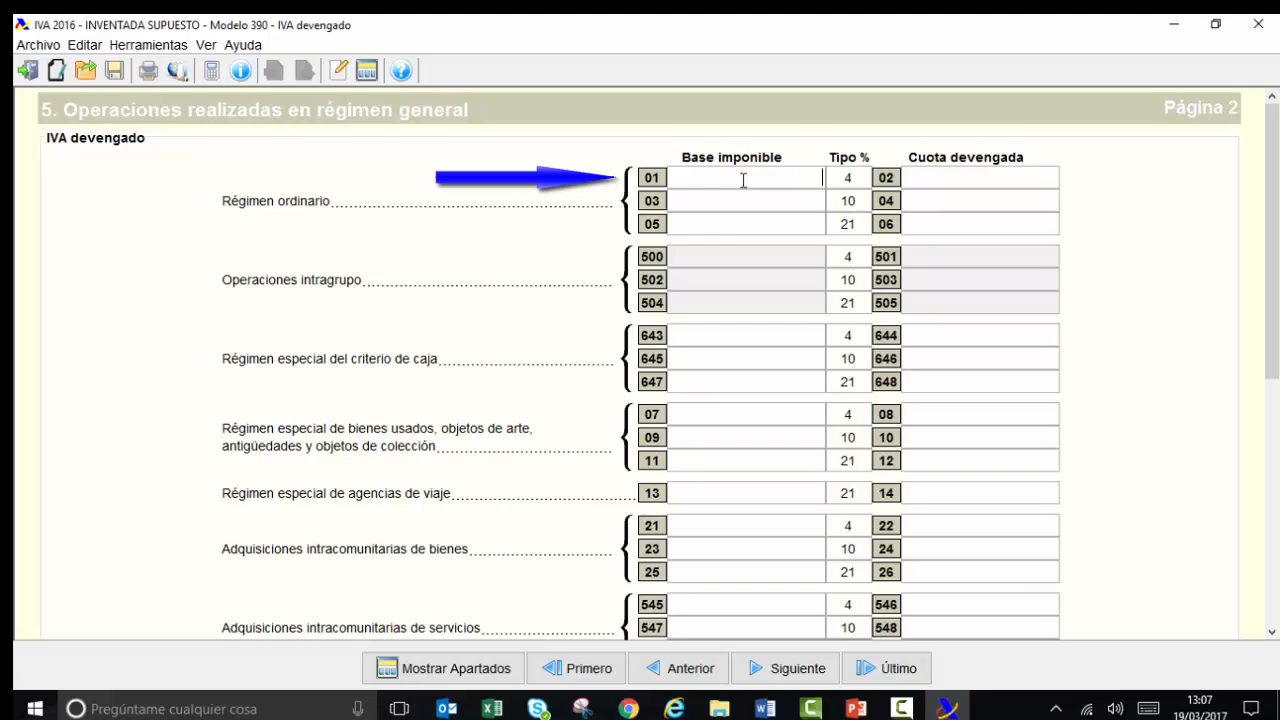 IVA 2016 - INVENTADA SUPUESTO - Modelo 390 - IVA devengado
Archivo Editar Herramientas Ver Ayuda
5. Operaciones realizadas en régimen general Página 2
IVA devengado
Base imponible Tipo % Cuota devengada
01 4 02
Régimen ordinario 03 10 04
05 21 06
500 4 501
Operaciones intragrupo 502 10 503
504 21 505
643 4 644
Régimen especial del criterio de caja 645 10 646
647 21 648
07 4 08
Régimen especial de bienes usados, objetos de arte, 09 10 10
antigüedades y objetos de colección 11 21 12
Régimen especial de agencias de viaje 13 21 14
21 4 22
Adquisiciones intracomunitarias de bienes 23 10 24
25 21 26
545 4 546
Adquisiciones intracomunitarias de servicios 547 10 548
Mostrar Apartados Primero Anterior Siguiente Último
Pregúntame cualquier cosa
13:07
19/03/2017